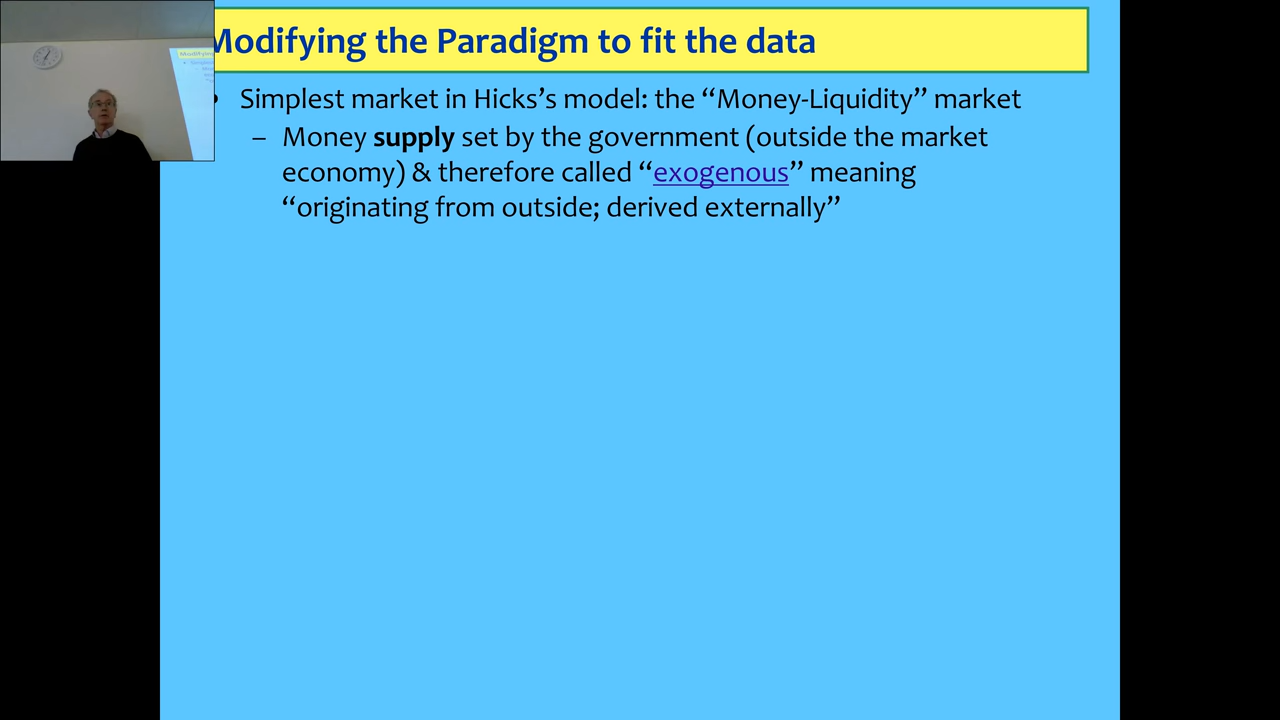 Modifying the Paradigm to fit the data
• Simplest market in Hicks’s model: the “Money-Liquidity” market
– Money supply set by the government (outside the market
economy) & therefore called “exogenous” meaning
“originating from outside; derived externally”